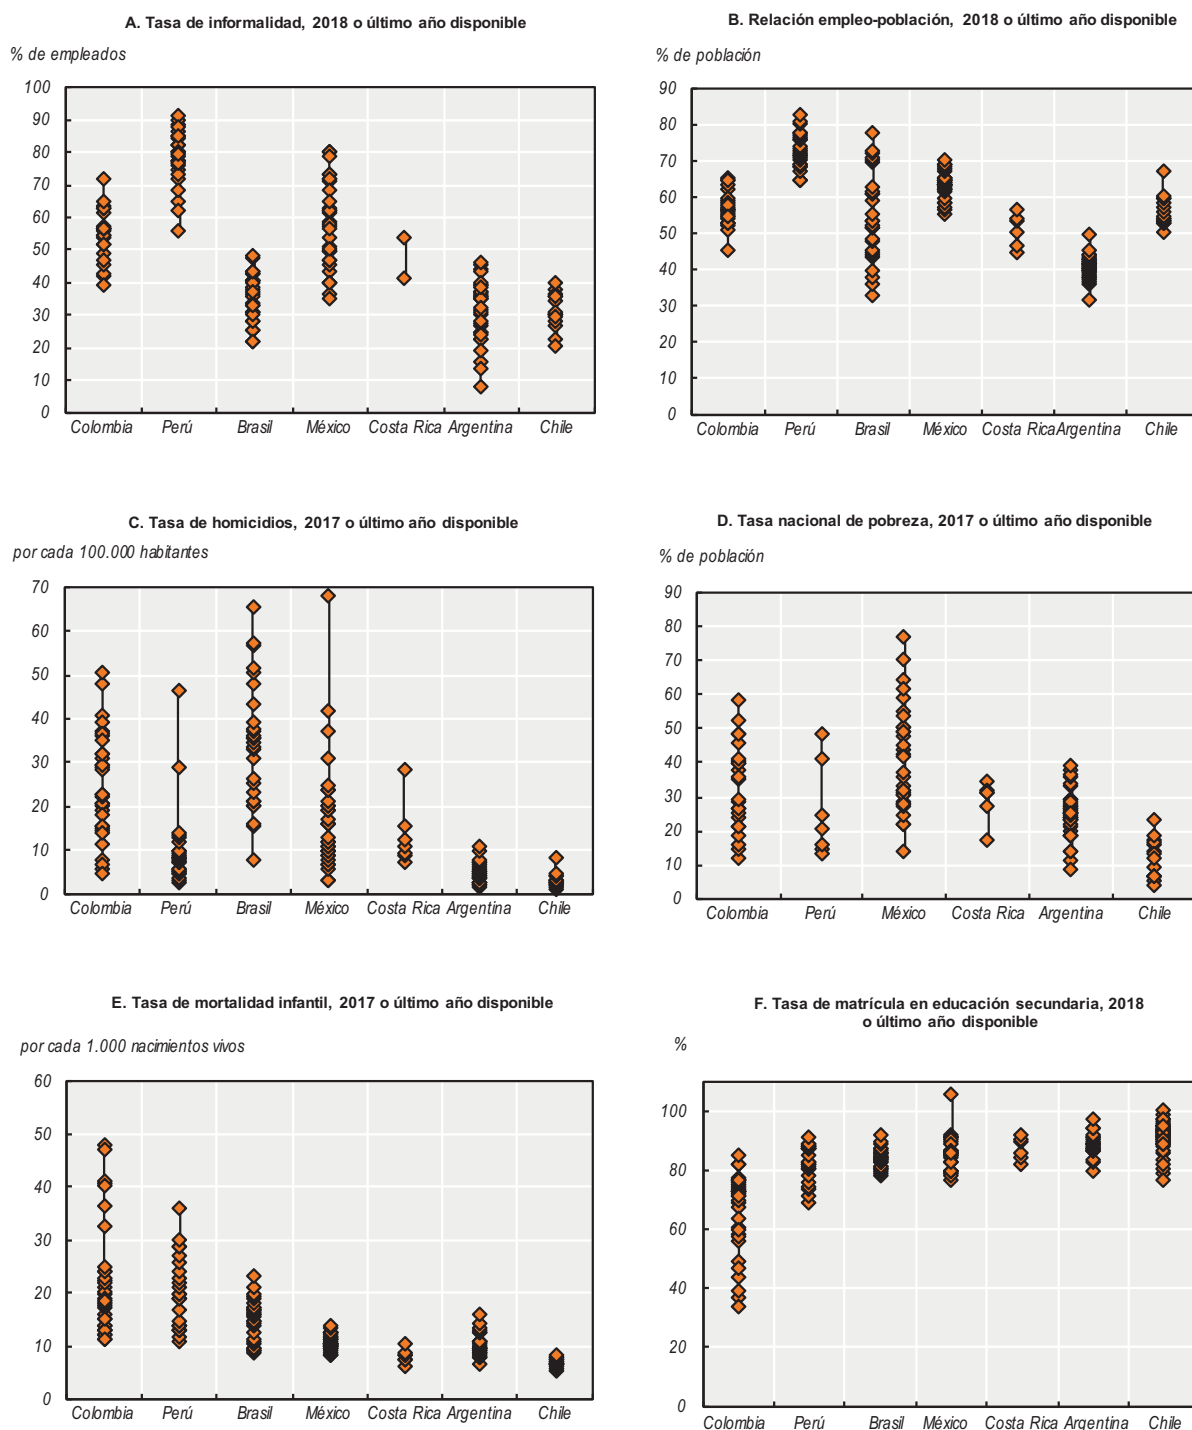 A. Tasa de informalidad, 2018 o último año disponible
% de empleados
100
90
80
70
60
50
40
30
20
10
0
Colombia Perú Brasil México Costa Rica Argentina Chile
B. Relación empleo-población, 2018 o último año disponible
% de población
90
80
70
60
50
40
30
20
10
0
Colombia Perú Brasil México Costa Rica Argentina Chile
C. Tasa de homicidios, 2017 o último año disponible
por cada 100.000 habitantes
70
60
50
40
30
20
10
0
Colombia Perú Brasil México Costa Rica Argentina Chile
D. Tasa nacional de pobreza, 2017 o último año disponible
% de población
90
80
70
60
50
40
30
20
10
0
Colombia Perú México Costa Rica Argentina Chile
E. Tasa de mortalidad infantil, 2017 o último año disponible
por cada 1.000 nacimientos vivos
60
50
40
30
20
10
0
Colombia Perú Brasil México Costa Rica Argentina Chile
F. Tasa de matrícula en educación secundaria, 2018
o último año disponible
%
100
80
60
40
20
0
Colombia Perú Brasil México Costa Rica Argentina Chile